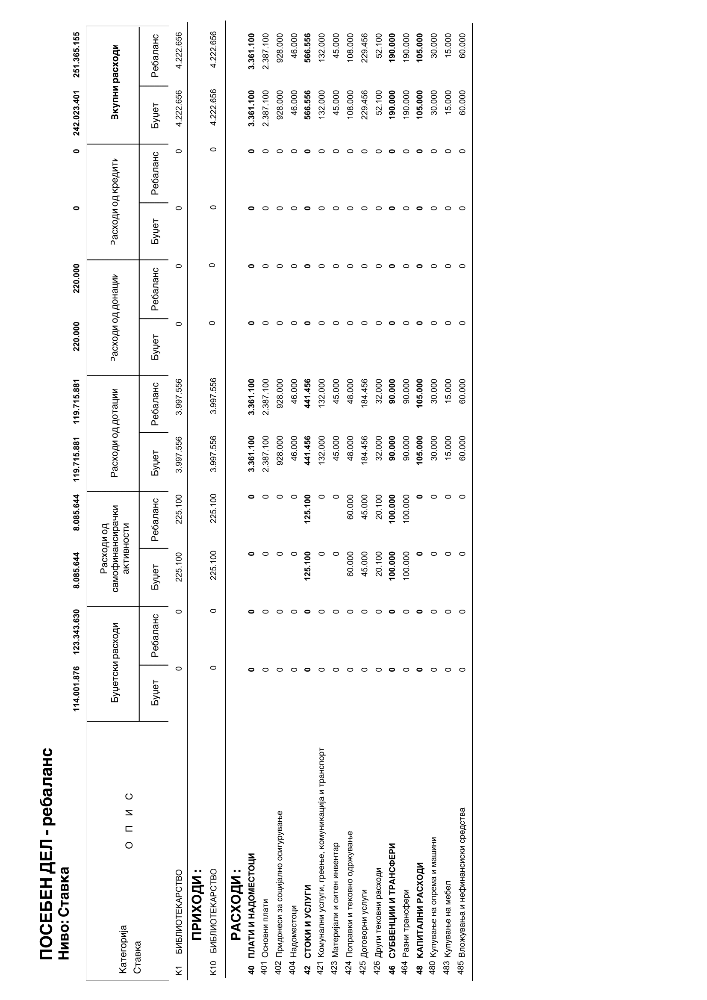 ПОСЕБЕН ДЕЛ - ребаланс
Ниво: Ставка
114.001.876 123.343.630 8.085.644 8.085.644 119.715.881 119.715.881 220.000 220.000 0 0 242.023.401 251.365.155
Категорија
Ставка
О П И С
Буџетски расходи
Расходи од
самофинансирачки
активности
Расходи од дотации
Расходи од донации
Расходи од кредити
Вкупни расходи
Буџет Ребаланс Буџет Ребаланс Буџет Ребаланс Буџет Ребаланс Буџет Ребаланс Буџет Ребаланс
К1 БИБЛИОТЕКАРСТВО 0 0 225.100 225.100 3.997.556 3.997.556 0 0 0 0 4.222.656 4.222.656
ПРИХОДИ :
К10 БИБЛИОТЕКАРСТВО 0 0 225.100 225.100 3.997.556 3.997.556 0 0 0 0 4.222.656 4.222.656
РАСХОДИ :
40 ПЛАТИ И НАДОМЕСТОЦИ 0 0 0 0 3.361.100 3.361.100 0 0 0 0 3.361.100 3.361.100
401 Основни плати 0 0 0 0 2.387.100 2.387.100 0 0 0 0 2.387.100 2.387.100
402 Придонеси за социјално осигурување 0 0 0 0 928.000 928.000 0 0 0 0 928.000 928.000
404 Надоместоци 0 0 0 0 46.000 46.000 0 0 0 0 46.000 46.000
42 СТОКИ И УСЛУГИ 0 0 125.100 125.100 441.456 441.456 0 0 0 0 566.556 566.556
421 Комунални услуги, греење, комуникација и транспорт 0 0 0 0 132.000 132.000 0 0 0 0 132.000 132.000
423 Материјали и ситен инвентар 0 0 0 0 45.000 45.000 0 0 0 0 45.000 45.000
424 Поправки и тековно одржување 0 0 60.000 60.000 48.000 48.000 0 0 0 0 108.000 108.000
425 Договорни услуги 0 0 45.000 45.000 184.456 184.456 0 0 0 0 229.456 229.456
426 Други тековни расходи 0 0 20.100 20.100 32.000 32.000 0 0 0 0 52.100 52.100
46 СУБВЕНЦИИ И ТРАНСФЕРИ 0 0 100.000 100.000 90.000 90.000 0 0 0 0 190.000 190.000
464 Разни трансфери 0 0 100.000 100.000 90.000 90.000 0 0 0 0 190.000 190.000
48 КАПИТАЛНИ РАСХОДИ 0 0 0 0 105.000 105.000 0 0 0 0 105.000 105.000
480 Купување на опрема и машини 0 0 0 0 30.000 30.000 0 0 0 0 30.000 30.000
483 Купување на мебел 0 0 0 0 15.000 15.000 0 0 0 0 15.000 15.000
485 Вложувања и нефинансиски средства 0 0 0 0 60.000 60.000 0 0 0 0 60.000 60.000